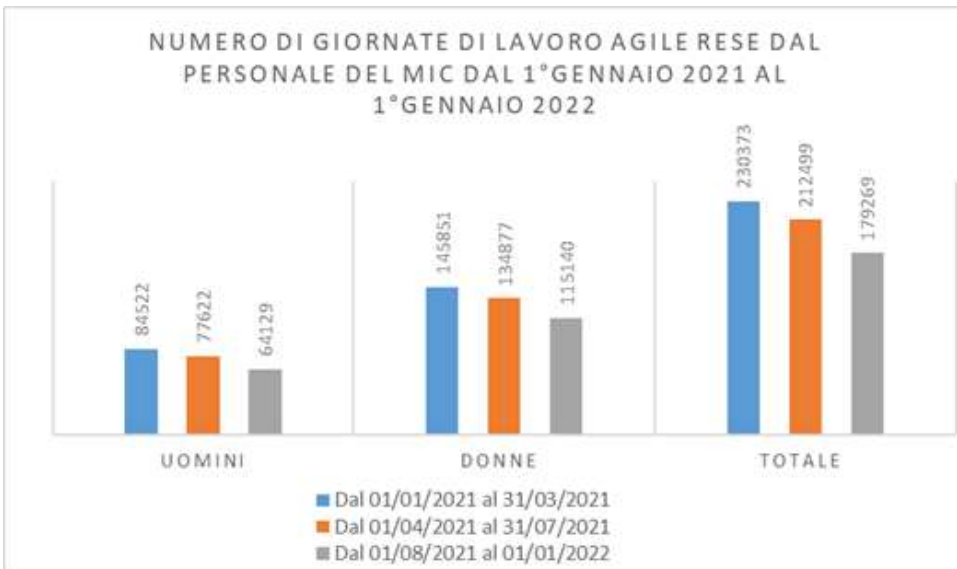 NUMERO DI GIORNATE DI LAVORO AGILE RESE DAL
PERSONALE DEL MIC DAL 1°GENNAIO 2021 AL
1°GENNAIO 2022
84522
77622
64129
145851
134877
115140
230373
212499
179269
UOMINI
DONNE
TOTALE
Dal 01/01/2021 al 31/03/2021
Dal 01/04/2021 al 31/07/2021
Dal 01/08/2021 al 01/01/2022